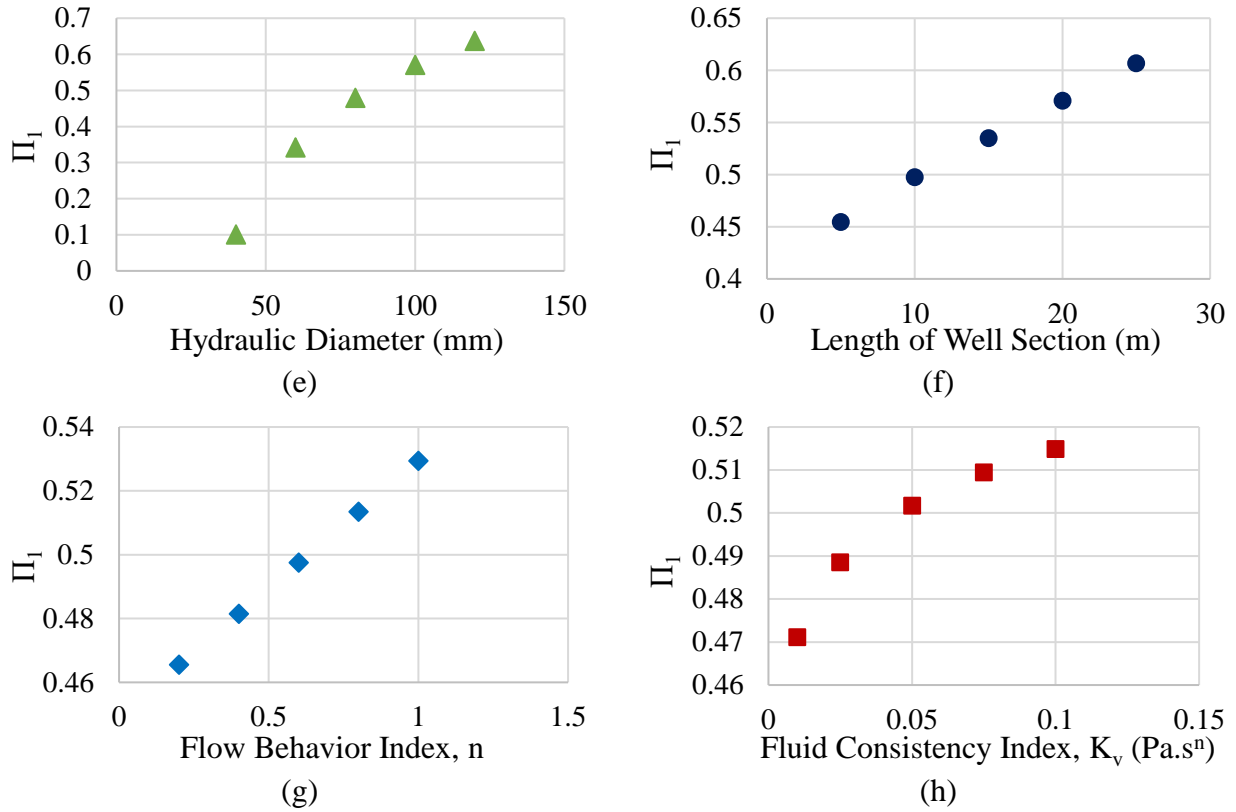 0.7
0.6
0.5
0.4
0.3
0.2
0.1
0
Π₁
0 50 100 150
Hydraulic Diameter (mm)
(e)
0.65
0.6
0.55
0.5
0.45
0.4
Π₁
0 10 20 30
Length of Well Section (m)
(f)
0.54
0.52
0.5
0.48
0.46
Π₁
0 0.5 1 1.5
Flow Behavior Index, n
(g)
0.52
0.51
0.5
0.49
0.48
0.47
0.46
Π₁
0 0.05 0.1 0.15
Fluid Consistency Index, Kᵥ (Pa.sⁿ)
(h)